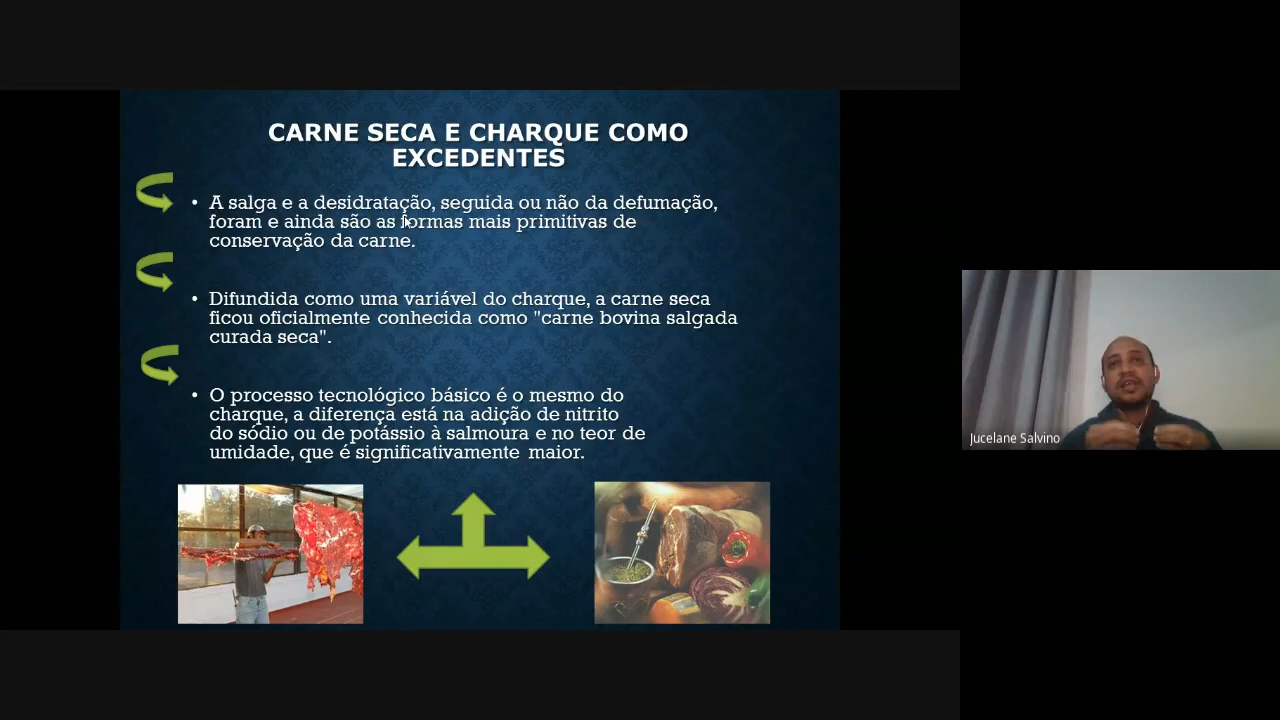 CARNE SECA E CHARQUE COMO
EXCEDENTES
• A salga e a desidratação, seguida ou não da defumação,
foram e ainda são as formas mais primitivas de
conservação da carne.
• Difundida como uma variável do charque, a carne seca
ficou oficialmente conhecida como "carne bovina salgada
curada seca".
• O processo tecnológico básico é o mesmo do
charque, a diferença está na adição de nitrito
do sódio ou de potássio à salmoura e no teor de
umidade, que é significativamente maior.
Jucelane Salvino